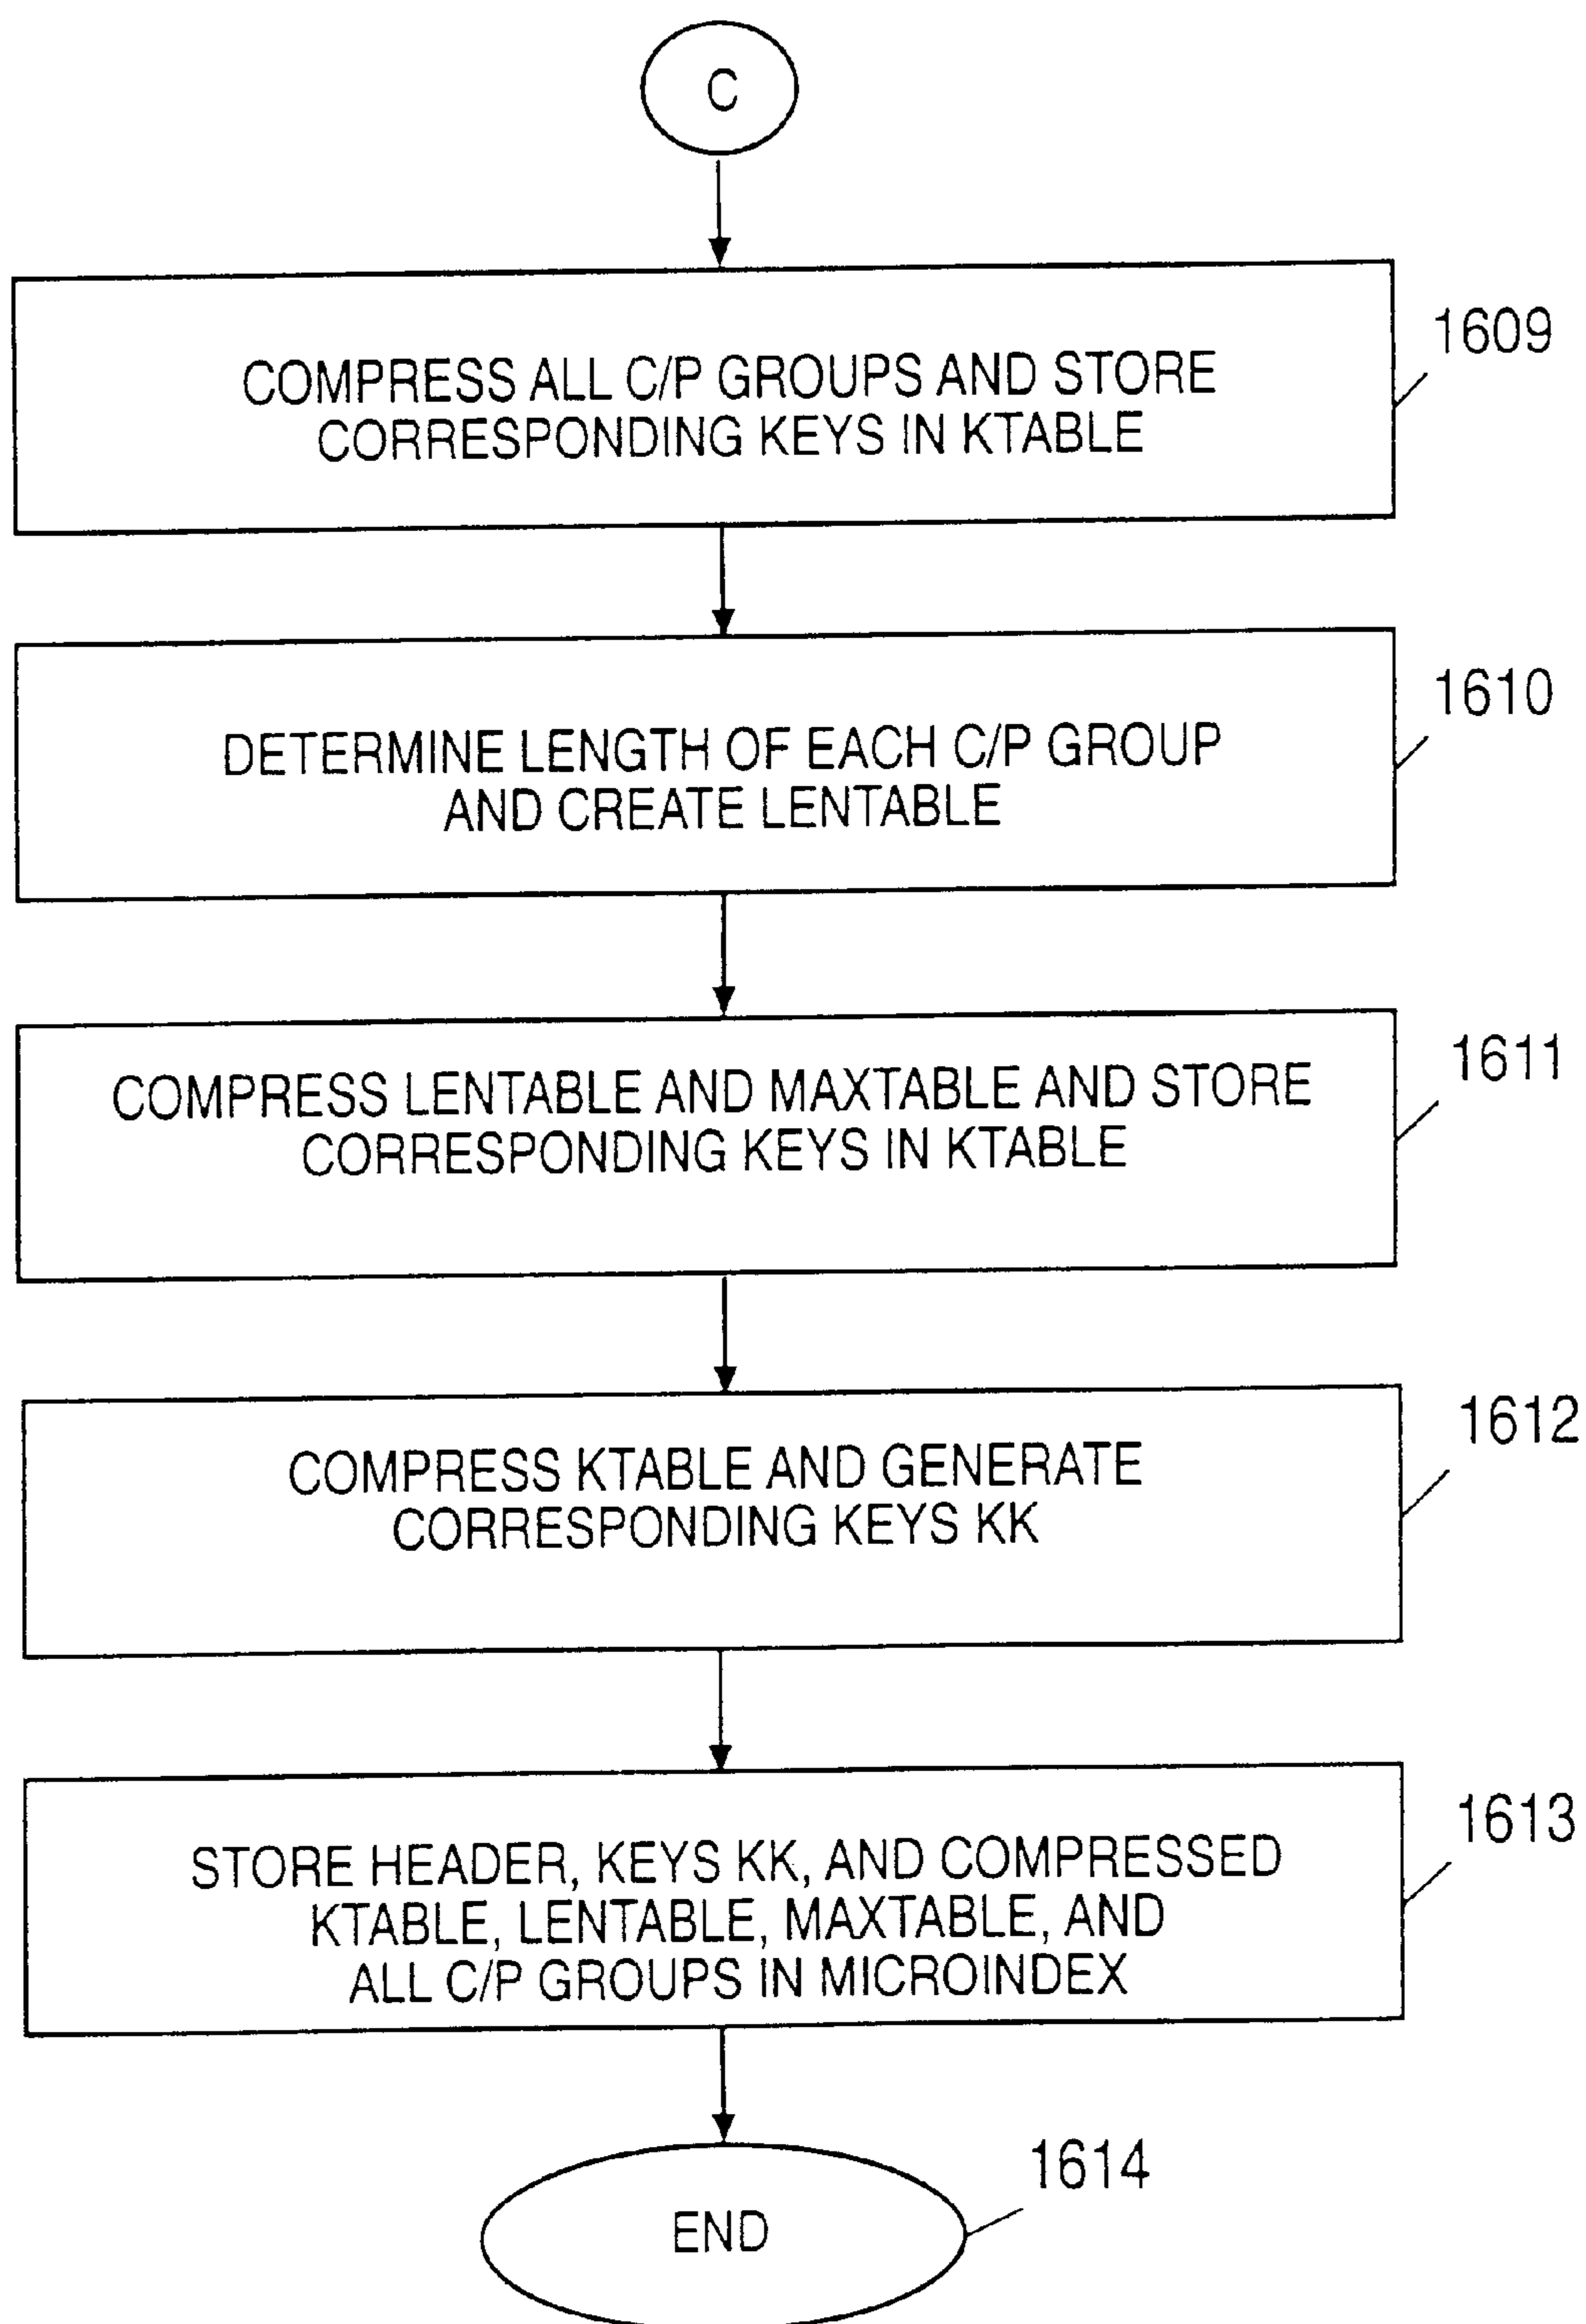 C
COMPRESS ALL C/P GROUPS AND STORE
CORRESPONDING KEYS IN KTABLE
1609
DETERMINE LENGTH OF EACH C/P GROUP
AND CREATE LENTABLE
1610
COMPRESS LENTABLE AND MAXTABLE AND STORE
CORRESPONDING KEYS IN KTABLE
1611
COMPRESS KTABLE AND GENERATE
CORRESPONDING KEYS KK
1612
STORE HEADER, KEYS KK, AND COMPRESSED
KTABLE, LENTABLE, MAXTABLE, AND
ALL C/P GROUPS IN MICROINDEX
1613
END
1614